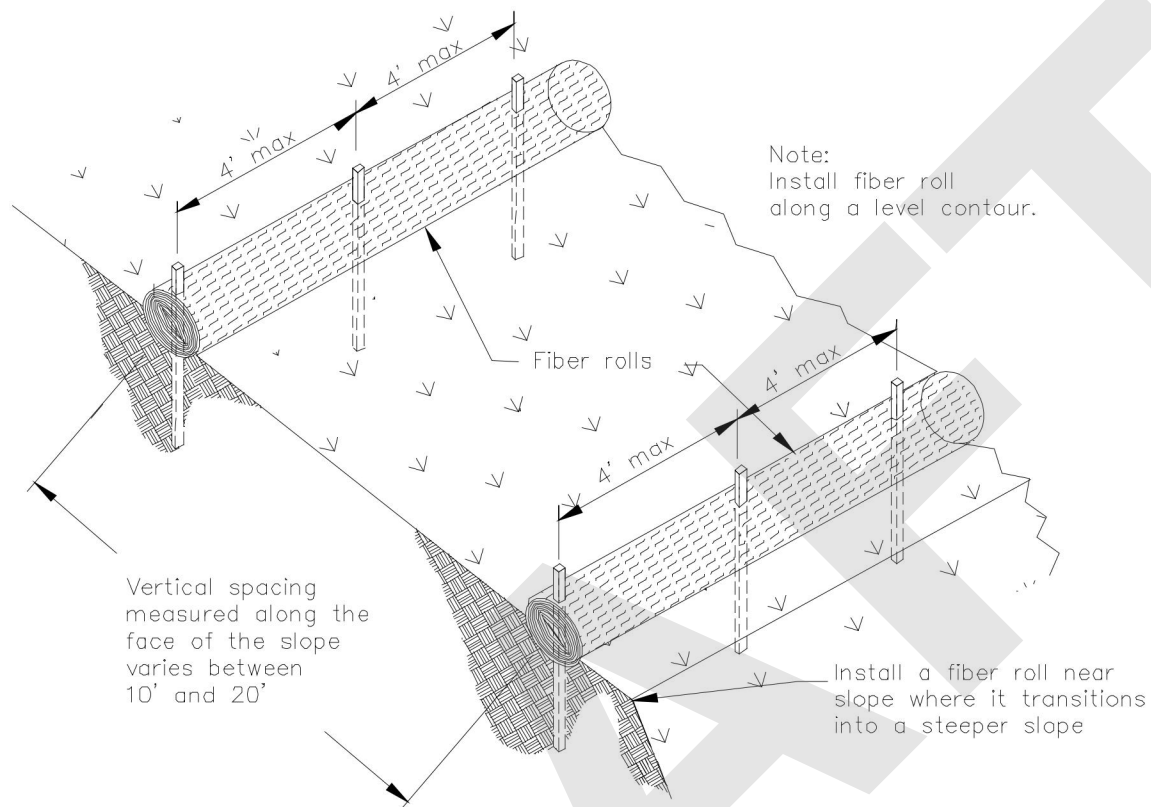 4' max
4' max
Note:
Install fiber roll
along a level contour.
Fiber rolls
4' max
4' max
Vertical spacing
measured along the
face of the slope
varies between
10' and 20'
Install a fiber roll near
slope where it transitions
into a steeper slope